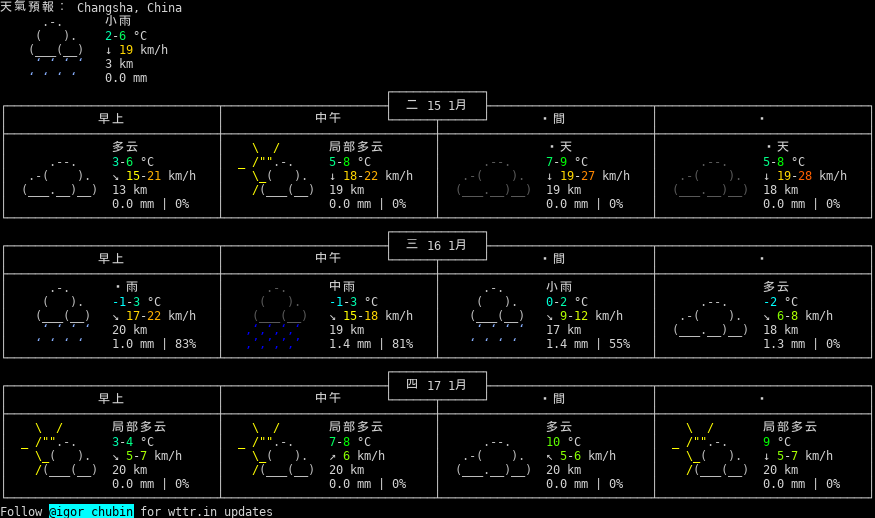 天氣預報： Changsha, China
小雨
2-6 °C
↓ 19 km/h
3 km
0.0 mm
二 15 1月
早上 中午 ・間 ・
多云 局部多云 ・天 ・天
3-6 °C 5-8 °C 7-9 °C 5-8 °C
↘ 15-21 km/h ↓ 18-22 km/h ↓ 19-27 km/h ↓ 19-28 km/h
13 km 19 km 19 km 18 km
0.0 mm | 0% 0.0 mm | 0% 0.0 mm | 0% 0.0 mm | 0%
三 16 1月
早上 中午 ・間 ・
・雨 中雨 小雨 多云
-1-3 °C -1-3 °C 0-2 °C -2 °C
↘ 17-22 km/h ↘ 15-18 km/h ↘ 9-12 km/h ↘ 6-8 km/h
20 km 19 km 17 km 18 km
1.0 mm | 83% 1.4 mm | 81% 1.4 mm | 55% 1.3 mm | 0%
四 17 1月
早上 中午 ・間 ・
局部多云 局部多云 多云 局部多云
3-4 °C 7-8 °C 10 °C 9 °C
↘ 5-7 km/h ↗ 6 km/h ↖ 5-6 km/h ↓ 5-7 km/h
20 km 20 km 20 km 20 km
0.0 mm | 0% 0.0 mm | 0% 0.0 mm | 0% 0.0 mm | 0%
Follow @igor_chubin for wttr.in updates